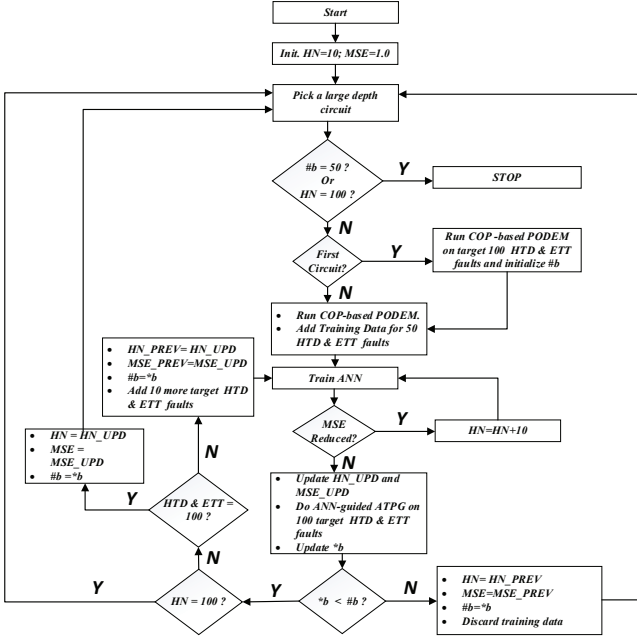 Start
Init. HN=10; MSE=1.0
Pick a large depth
circuit
#b = 50 ?
Or
HN = 100 ?
Y
STOP
N
First
Circuit?
Y
Run COP -based PODEM
on target 100 HTD & ETT
faults and initialize #b
N
• Run COP-based PODEM.
• Add Training Data for 50
HTD & ETT faults
• HN_PREV= HN_UPD
• MSE_PREV=MSE_UPD
• #b=*b
• Add 10 more target HTD
& ETT faults
Train ANN
MSE
Reduced?
Y
HN=HN+10
N
• HN = HN_UPD
• MSE =
MSE_UPD
• #b =*b
N
Y
HTD & ETT =
100 ?
• Update HN_UPD and
MSE_UPD
• Do ANN-guided ATPG on
100 target HTD & ETT
faults
• Update *b
N
Y
HN = 100 ?
Y
*b < #b ?
N
• HN= HN_PREV
• MSE=MSE_PREV
• #b=*b
• Discard training data